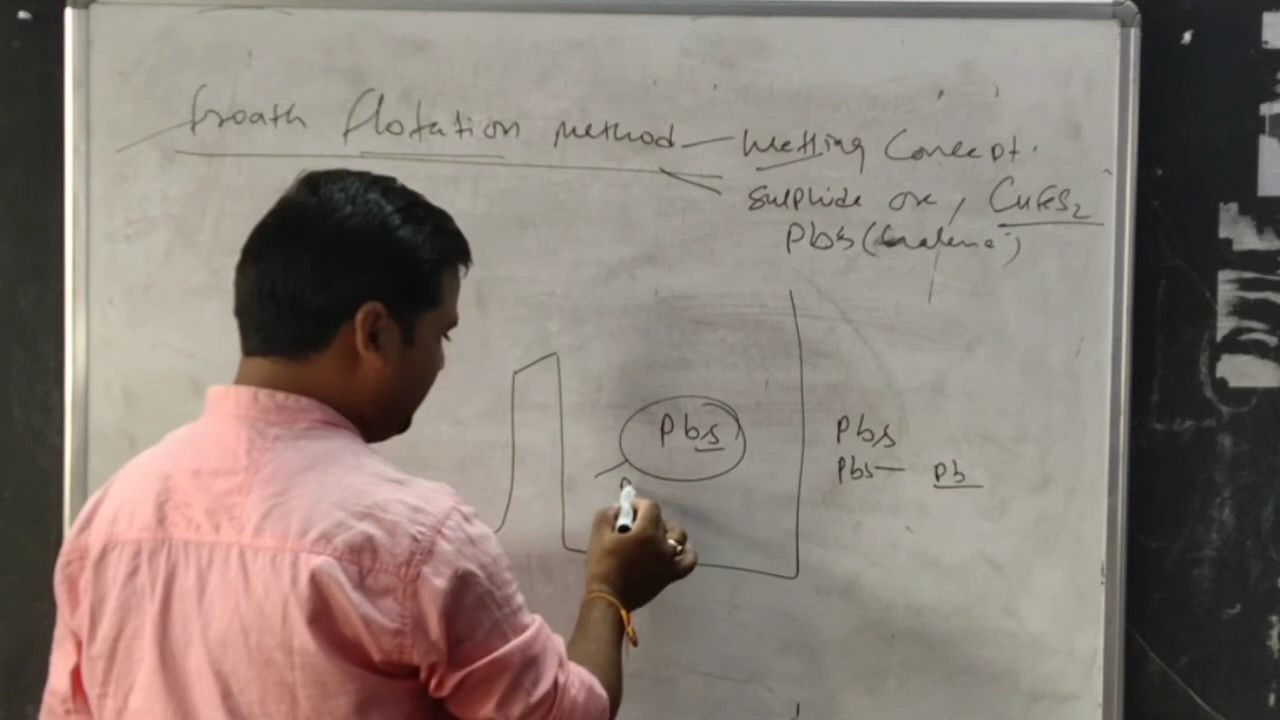 froath flotation method – Wetting Concept.
Sulphide ore, CuFeS2
Pbs (Galena)
Pbs
Pbs
Pbs – Pb